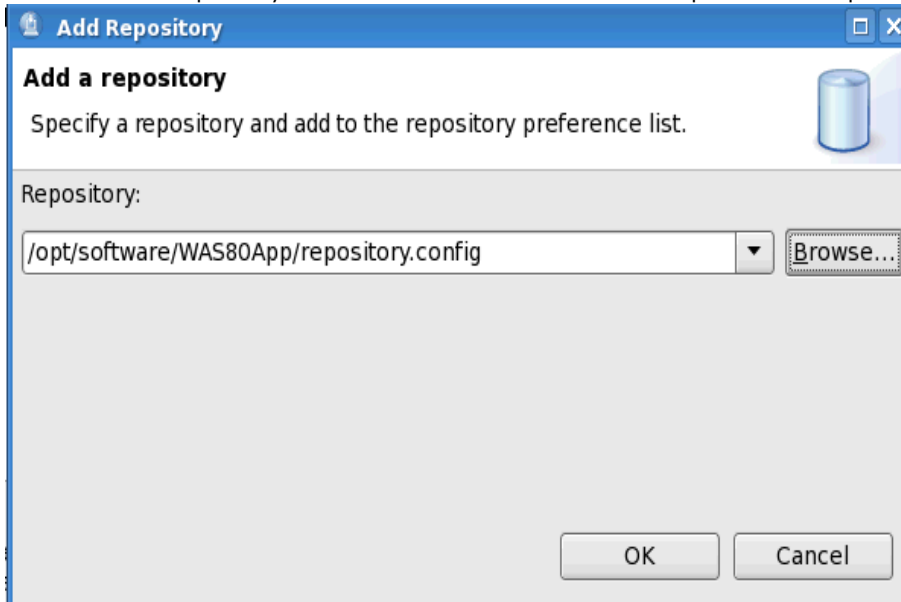 Add Repository
Add a repository
Specify a repository and add to the repository preference list.
Repository:
/opt/software/WAS80App/repository.config
Browse...
OK
Cancel